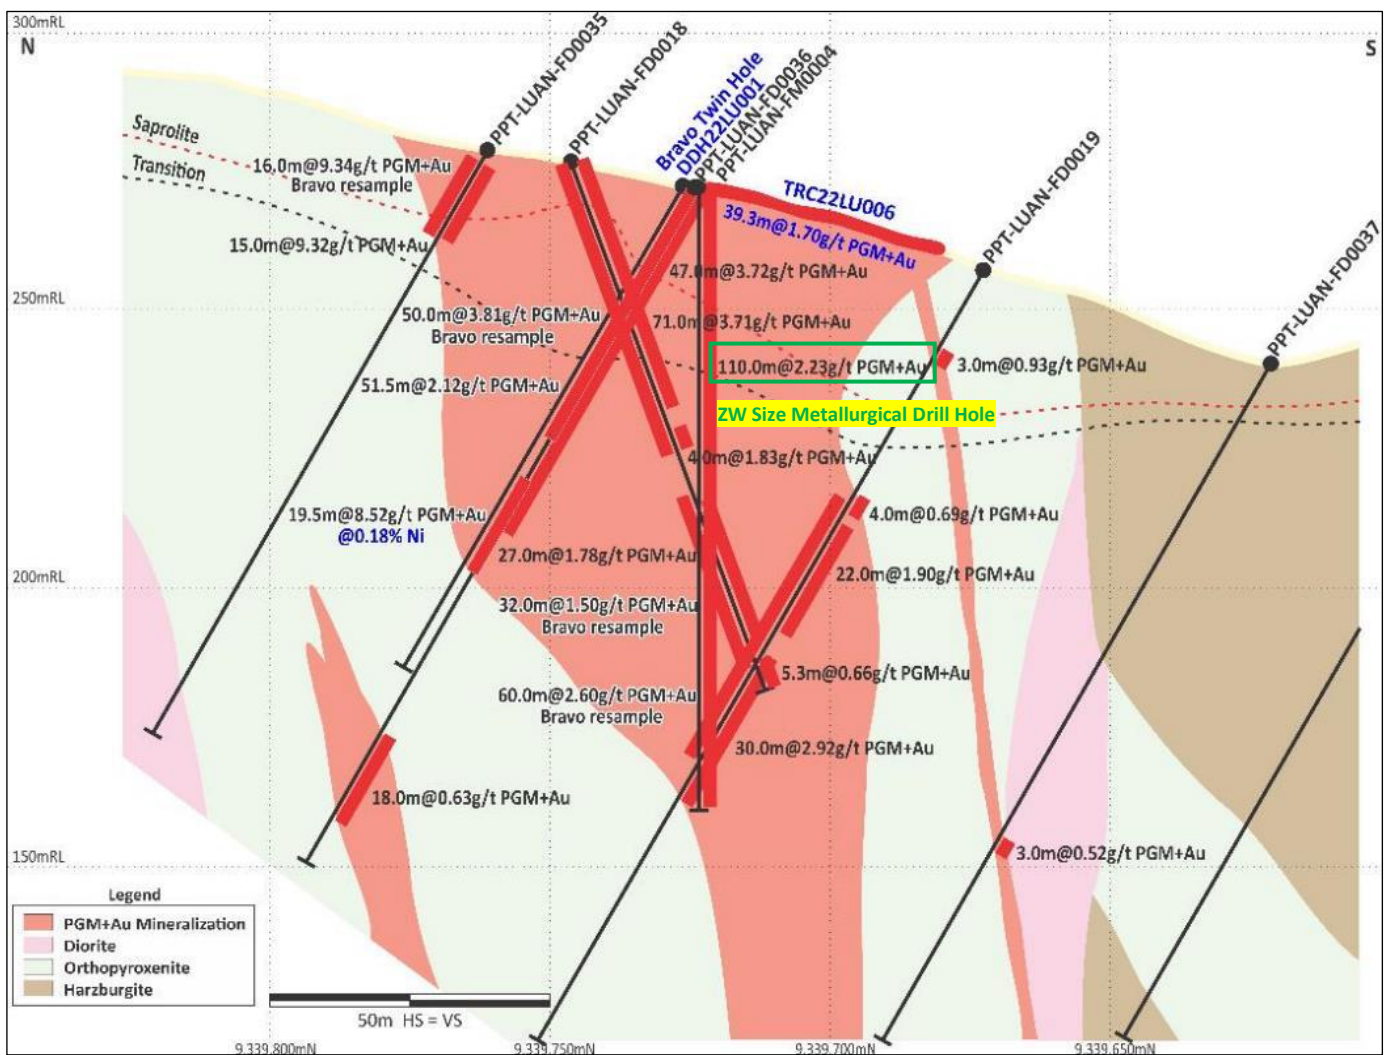 300mRL
N
S
PPT-LUAN-FD0035
PPT-LUAN-FD0018
Bravo Twin Hole
DDH22LU001
PPT-LUAN-FD0036
PPT-LUAN-FM0004
PPT-LUAN-FD0019
PPT-LUAN-FD0037
Saprolite
Transition
16.0m@9.34g/t PGM+Au
Bravo resample
15.0m@9.32g/t PGM+Au
TRC22LU006
39.3m@1.70g/t PGM+Au
47.0m@3.72g/t PGM+Au
250mRL
50.0m@3.81g/t PGM+Au
Bravo resample
71.0m@3.71g/t PGM+Au
110.0m@2.23g/t PGM+Au
3.0m@0.93g/t PGM+Au
51.5m@2.12g/t PGM+Au
ZW Size Metallurgical Drill Hole
4.0m@1.83g/t PGM+Au
19.5m@8.52g/t PGM+Au
@0.18% Ni
4.0m@0.69g/t PGM+Au
27.0m@1.78g/t PGM+Au
22.0m@1.90g/t PGM+Au
200mRL
32.0m@1.50g/t PGM+Au
Bravo resample
5.3m@0.66g/t PGM+Au
60.0m@2.60g/t PGM+Au
Bravo resample
30.0m@2.92g/t PGM+Au
18.0m@0.63g/t PGM+Au
150mRL
3.0m@0.52g/t PGM+Au
Legend
PGM+Au Mineralization
Diorite
Orthopyroxenite
Harzburgite
50m HS = VS
9.339.800mN
9.339.750mN
9.339.700mN
9.339.650mN